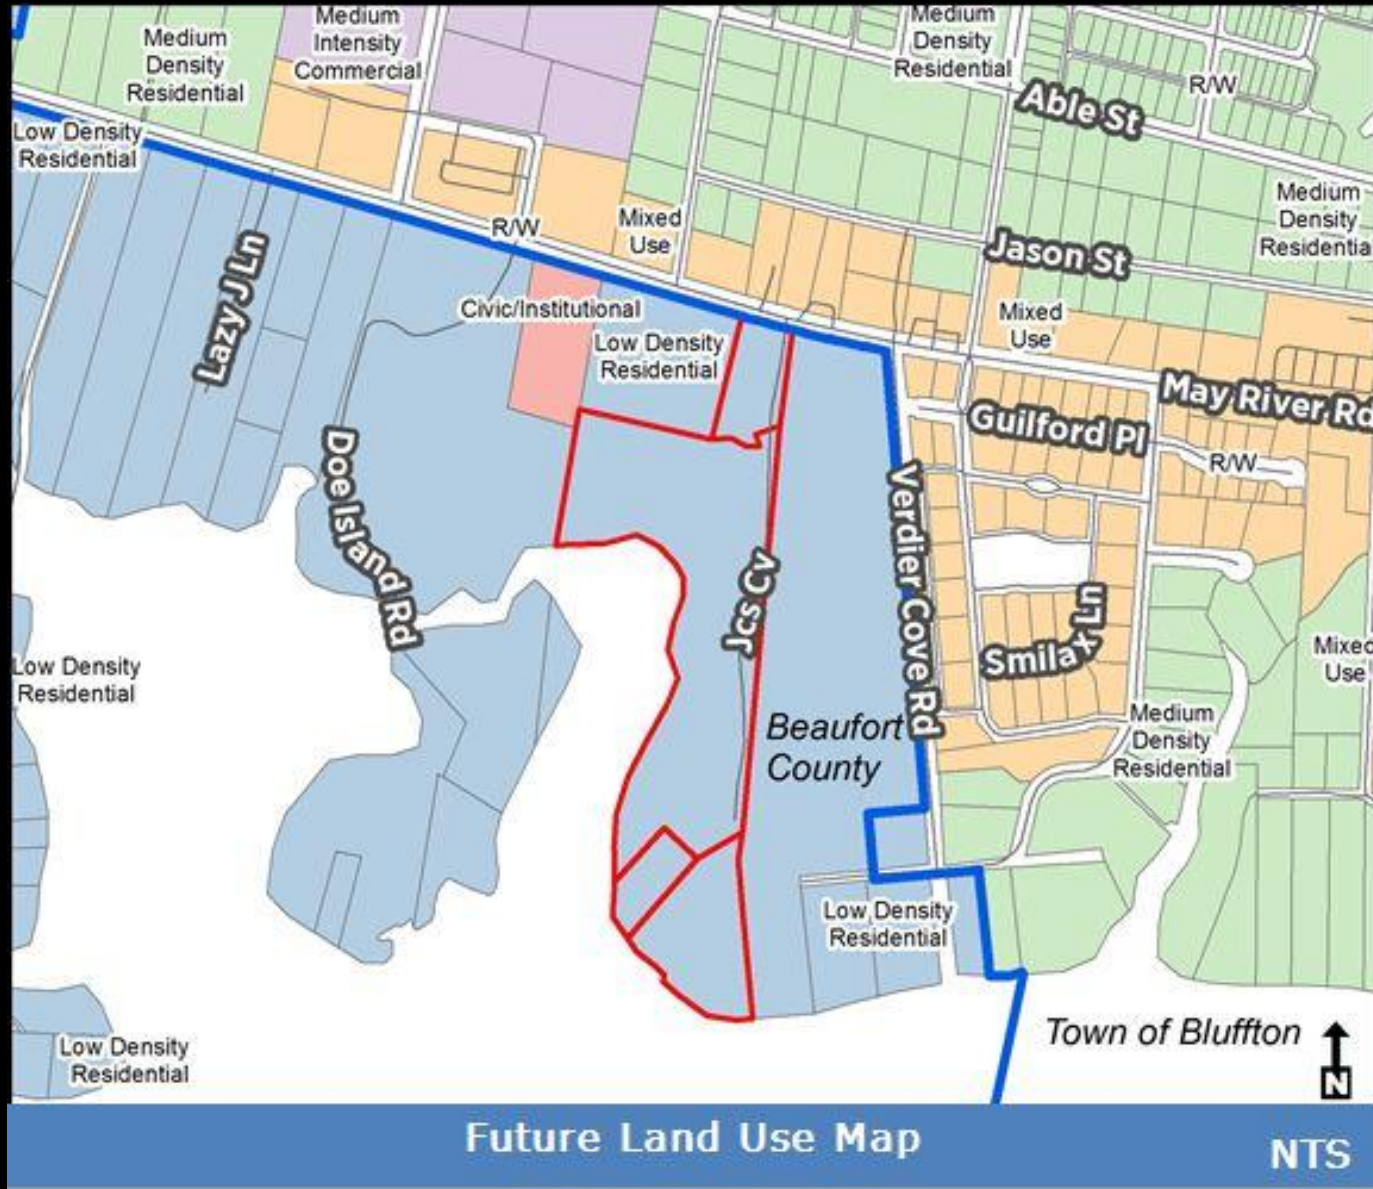 Medium
Density
Residential
Medium
Intensity
Commercial
Medium
Density
Residential
R/W
Able St
Low Density
Residential
Medium
Density
Residentia
R/W
Mixed
Use
Jason St
Lazy J Ln
Civic/Institutional
Low Density
Residential
Mixed
Use
May River Rd
Guilford Pl
R/W
Doe Island Rd
Verdier Cove Rd
Jcs Cv
Smilax Ln
Low Density
Residential
Mixed
Use
Beaufort
County
Medium
Density
Residential
Low Density
Residential
Low Density
Residential
Town of Bluffton
N
Future Land Use Map
NTS